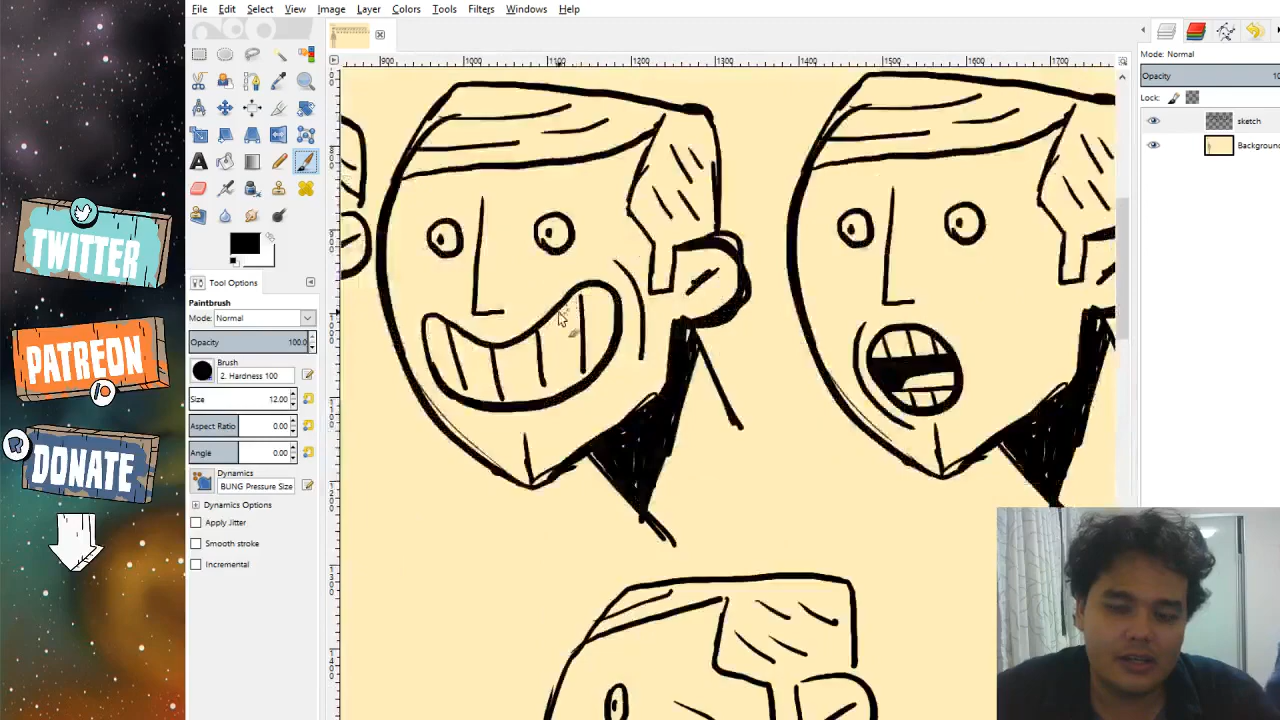 File Edit Select View Image Layer Colors Tools Filters Windows Help
900 1000 1100 1200 1300 1400 1500 1600 1700
Mode: Normal
Opacity 10
Lock:
sketch
Background
TWITTER
PATREON
DONATE
Tool Options
Paintbrush
Mode: Normal
Opacity 100.0
Brush
2. Hardness 100
Size 12.00
Aspect Ratio 0.00
Angle 0.00
Dynamics
BUNG Pressure Size
Dynamics Options
Apply Jitter
Smooth stroke
Incremental